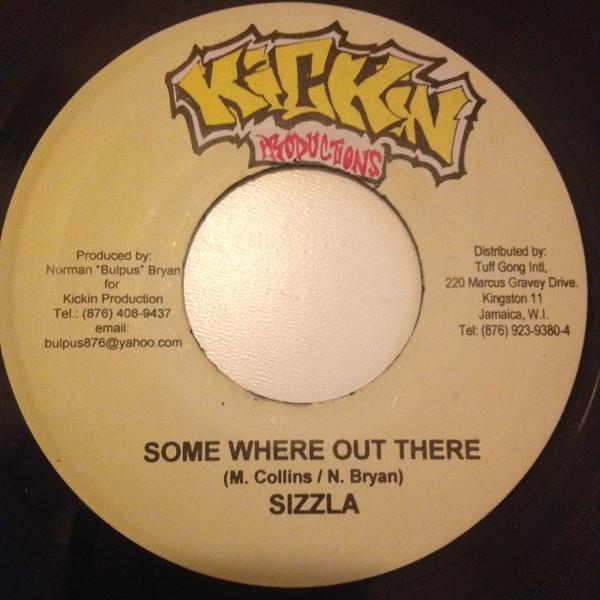 KiCKiN
PRODUCTIONS
Produced by:
Norman "Bulpus" Bryan
for
Kickin Production
Tel.: (876) 408-9437
email:
bulpus876@yahoo.com
Distributed by:
Tuff Gong Intl,
220 Marcus Gravey Drive.
Kingston 11
Jamaica, W.I.
Tel: (876) 923-9380-4
SOME WHERE OUT THERE
(M. Collins / N. Bryan)
SIZZLA